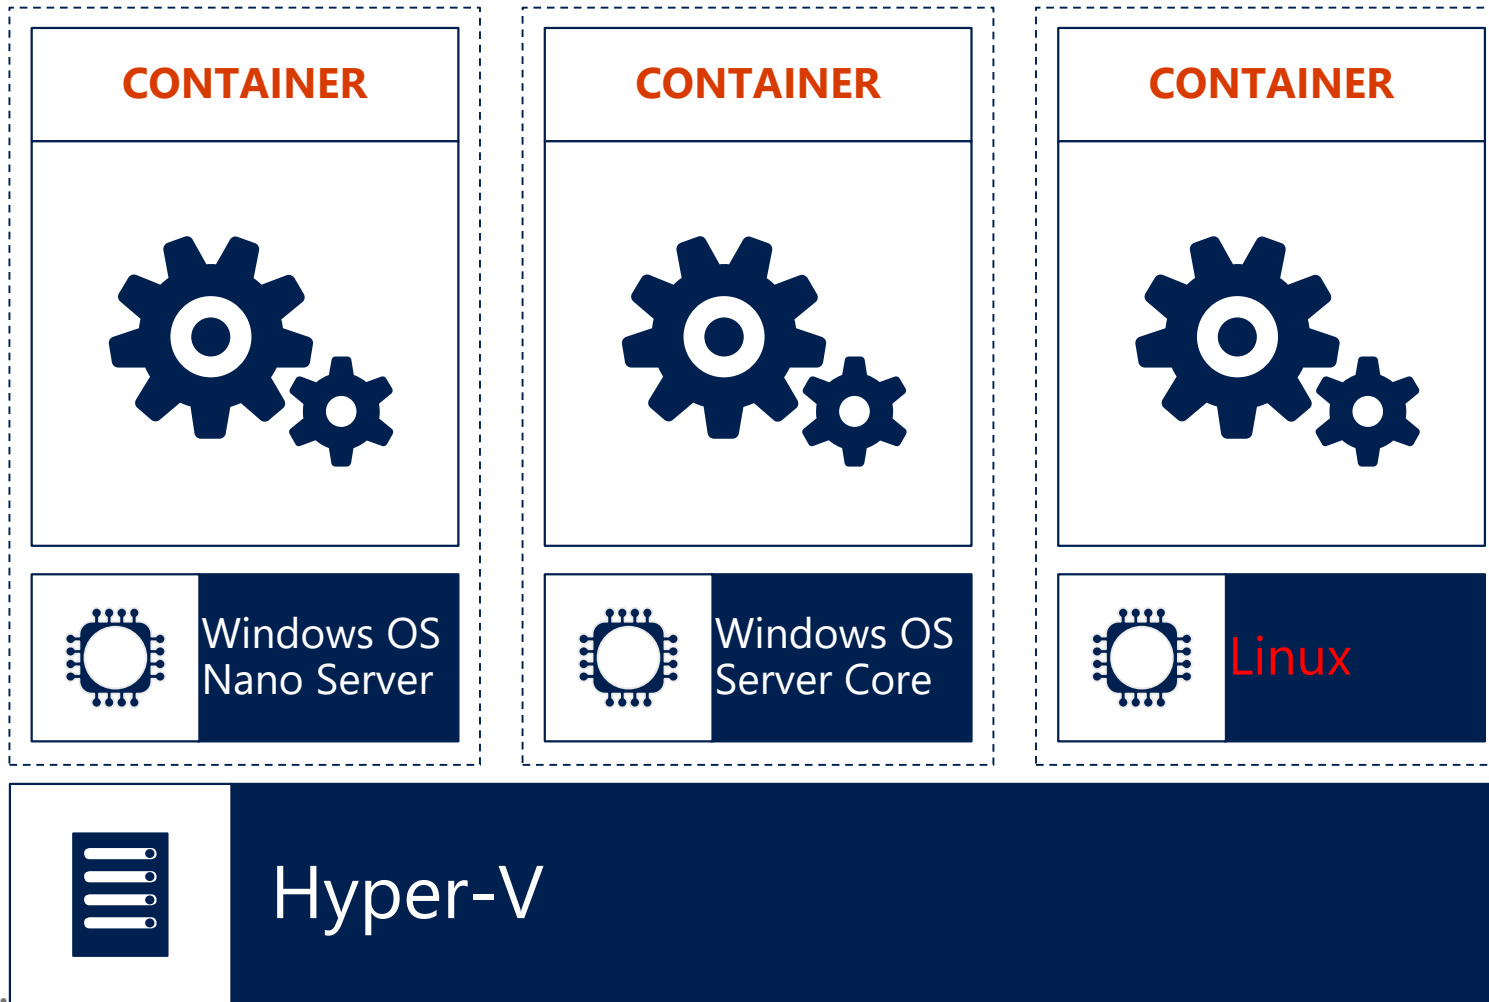 CONTAINER
CONTAINER
CONTAINER
Windows OS
Nano Server
Windows OS
Server Core
Linux
Hyper-V